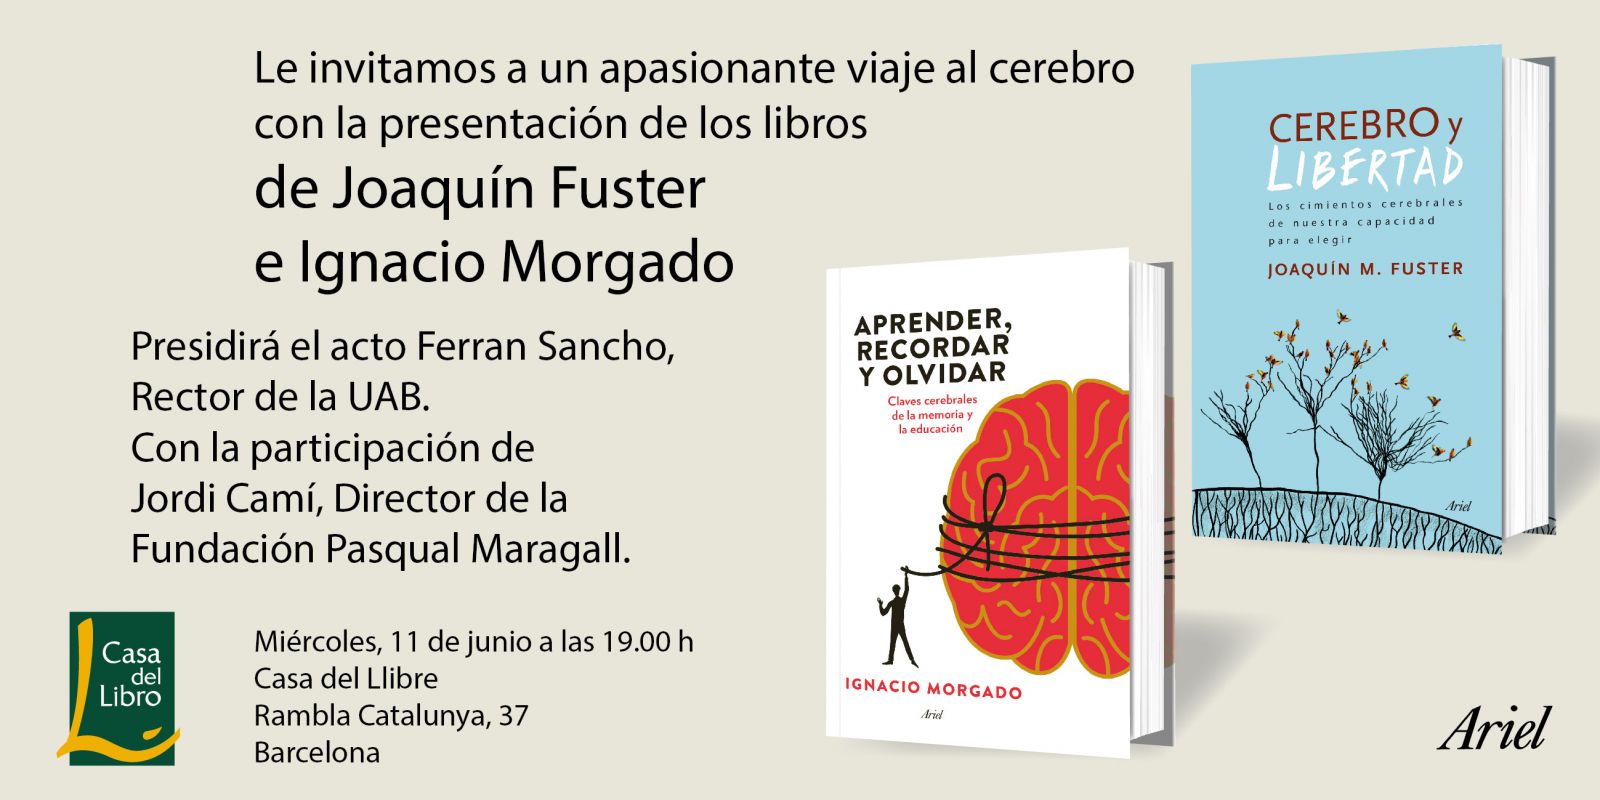 Le invitamos a un apasionante viaje al cerebro
con la presentación de los libros
de Joaquín Fuster
e Ignacio Morgado
Presidirá el acto Ferran Sancho,
Rector de la UAB.
Con la participación de
Jordi Camí, Director de la
Fundación Pasqual Maragall.
Casa
del
Libro
Miércoles, 11 de junio a las 19.00 h
Casa del Llibre
Rambla Catalunya, 37
Barcelona
APRENDER,
RECORDAR
Y OLVIDAR
Claves cerebrales
de la memoria y
la educación
IGNACIO MORGADO
Ariel
CEREBRO y
LIBERTAD
Los cimientos cerebrales
de nuestra capacidad
para elegir
JOAQUÍN M. FUSTER
Ariel
Ariel